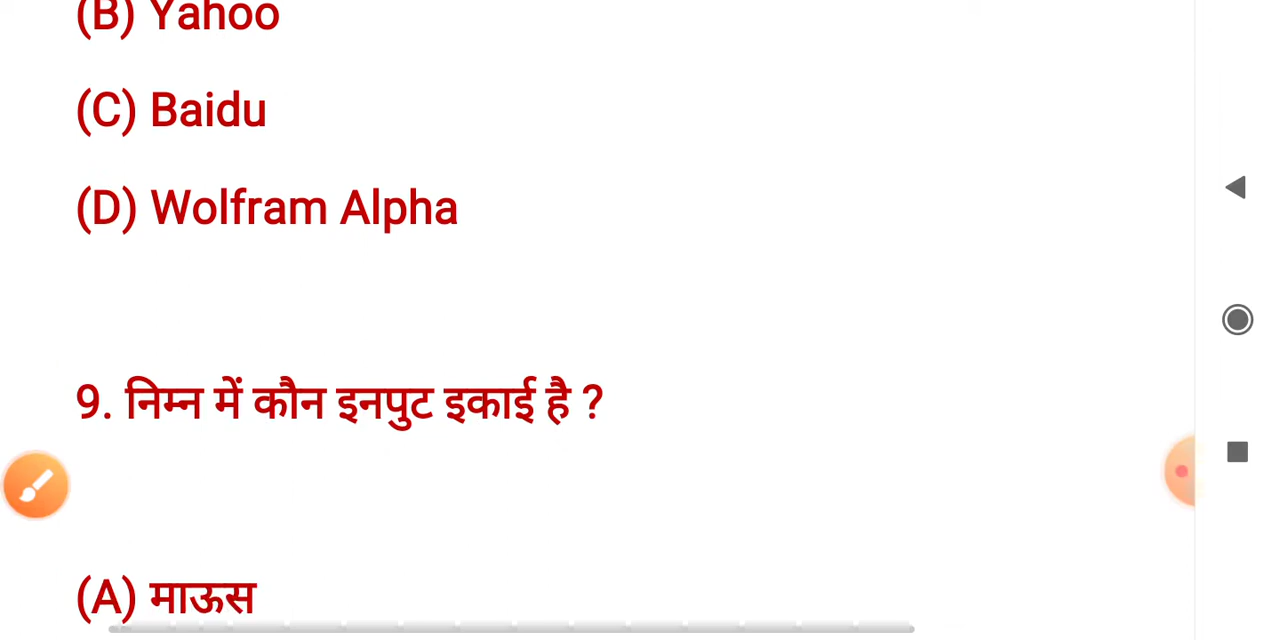 (B) Yahoo
(C) Baidu
(D) Wolfram Alpha
9. निम्न में कौन इनपुट इकाई है ?
(A) माऊस